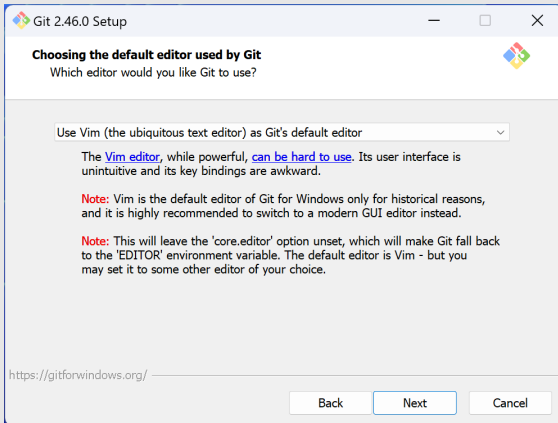 Git 2.46.0 Setup
Choosing the default editor used by Git
Which editor would you like Git to use?
Use Vim (the ubiquitous text editor) as Git's default editor
The Vim editor, while powerful, can be hard to use. Its user interface is
unintuitive and its key bindings are awkward.
Note: Vim is the default editor of Git for Windows only for historical reasons,
and it is highly recommended to switch to a modern GUI editor instead.
Note: This will leave the 'core.editor' option unset, which will make Git fall back
to the 'EDITOR' environment variable. The default editor is Vim - but you
may set it to some other editor of your choice.
https://gitforwindows.org/
Back Next Cancel